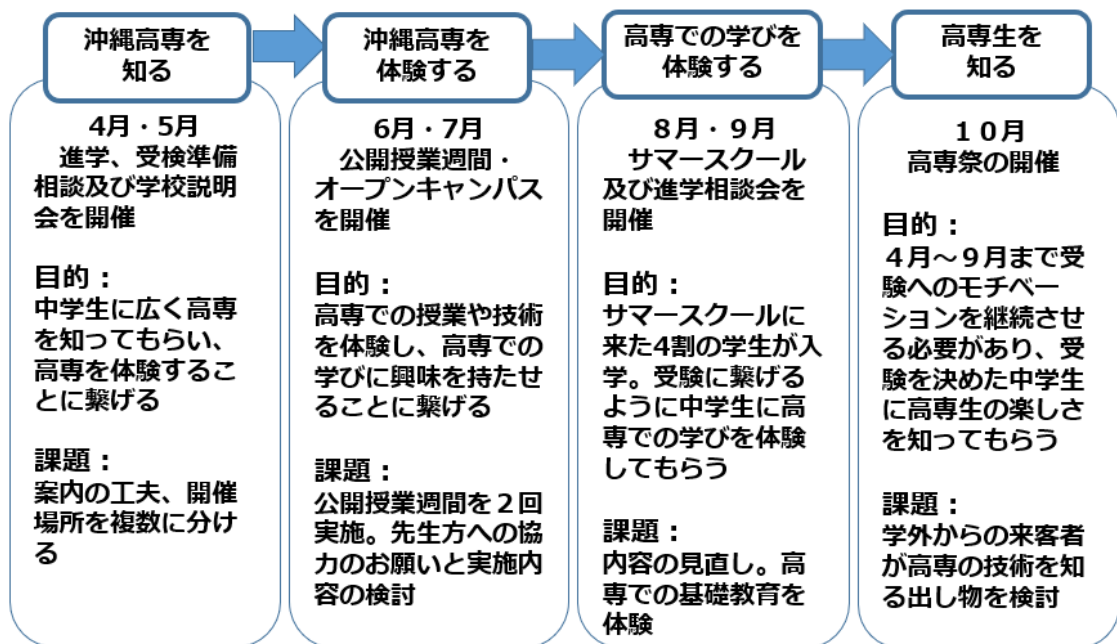 沖縄高専を
知る
沖縄高専を
体験する
高専での学びを
体験する
高専生を
知る
4月・5月
進学、受検準備
相談及び学校説明
会を開催
目的：
中学生に広く高専
を知ってもらい、
高専を体験するこ
とに繋げる
課題：
案内の工夫、開催
場所を複数に分け
る
6月・7月
公開授業週間・
オープンキャンパス
を開催
目的：
高専での授業や技術
を体験し、高専での
学びに興味を持たせ
ることに繋げる
課題：
公開授業週間を２回
実施。先生方への協
力のお願いと実施内
容の検討
８月・９月
サマースクール
及び進学相談会を
開催
目的：
サマースクールに
来た4割の学生が入
学。受験に繋げる
ように中学生に高
専での学びを体験
してもらう
課題：
内容の見直し。高
専での基礎教育を
体験
１０月
高専祭の開催
目的：
４月～９月まで受
験へのモチベー
ションを継続させ
る必要があり、受
験を決めた中学生
に高専生の楽しさ
を知ってもらう
課題：
学外からの来客者
が高専の技術を知
る出し物を検討